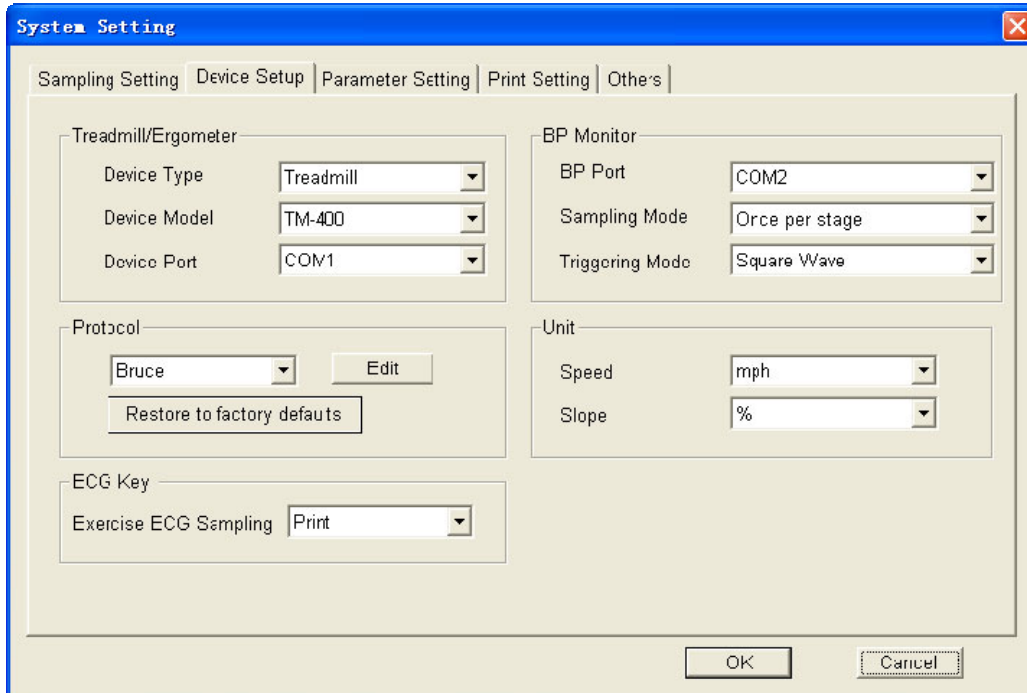 System Setting
Sampling Setting Device Setup Parameter Setting Print Setting Others
Treadmill/Ergometer
Device Type Treadmill
Device Model TM-400
Device Port COM1
BP Monitor
BP Port COM2
Sampling Mode Orce per stage
Triggering Mode Square Wave
Protocol
Bruce Edit
Restore to factory defauts
Unit
Speed mph
Slope %
ECG Key
Exercise ECG Sampling Print
OK Cancel